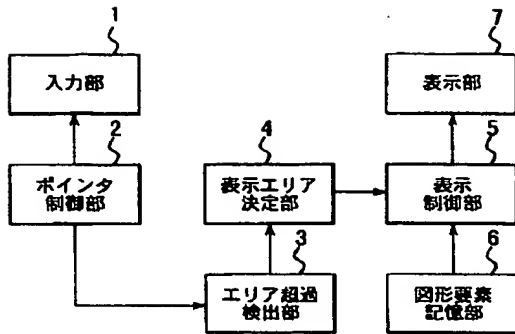 1
入力部
2
ポインタ
制御部
3
エリア超過
検出部
4
表示エリア
決定部
5
表示
制御部
6
図形要素
記憶部
7
表示部